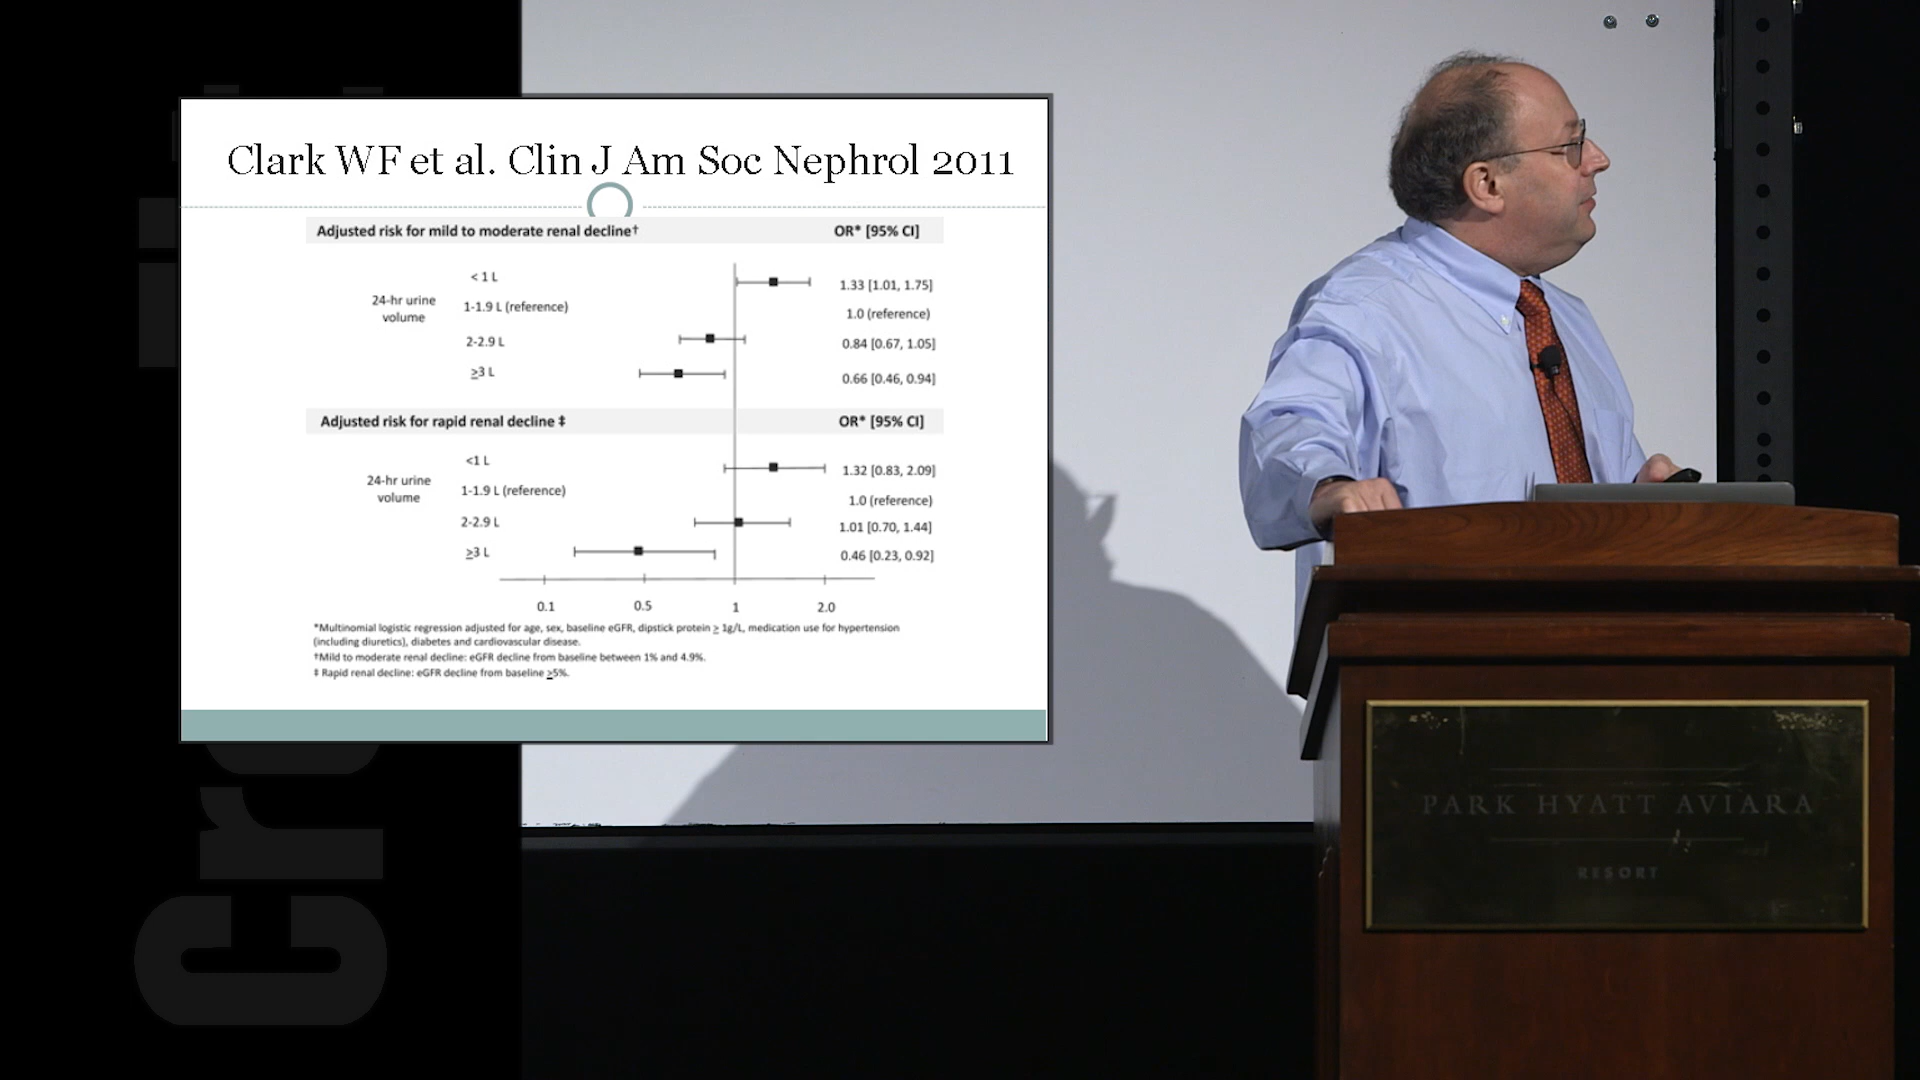 Clark WF et al. Clin J Am Soc Nephrol 2011
Adjusted risk for mild to moderate renal decline† OR* [95% CI]
24-hr urine volume
< 1 L 1.33 [1.01, 1.75]
1-1.9 L (reference) 1.0 (reference)
2-2.9 L 0.84 [0.67, 1.05]
≥3 L 0.66 [0.46, 0.94]
Adjusted risk for rapid renal decline ‡ OR* [95% CI]
24-hr urine volume
<1 L 1.32 [0.83, 2.09]
1-1.9 L (reference) 1.0 (reference)
2-2.9 L 1.01 [0.70, 1.44]
≥3 L 0.46 [0.23, 0.92]
0.1 0.5 1 2.0
*Multinomial logistic regression adjusted for age, sex, baseline eGFR, dipstick protein ≥ 1g/L, medication use for hypertension
(including diuretics), diabetes and cardiovascular disease.
†Mild to moderate renal decline: eGFR decline from baseline between 1% and 4.9%.
‡ Rapid renal decline: eGFR decline from baseline ≥5%.
PARK HYATT AVIARA
RESORT